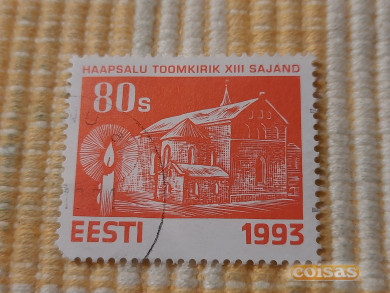 HAAPSALU TOOMKIRIK XIII SAJAND
80s
EESTI 1993
coisas